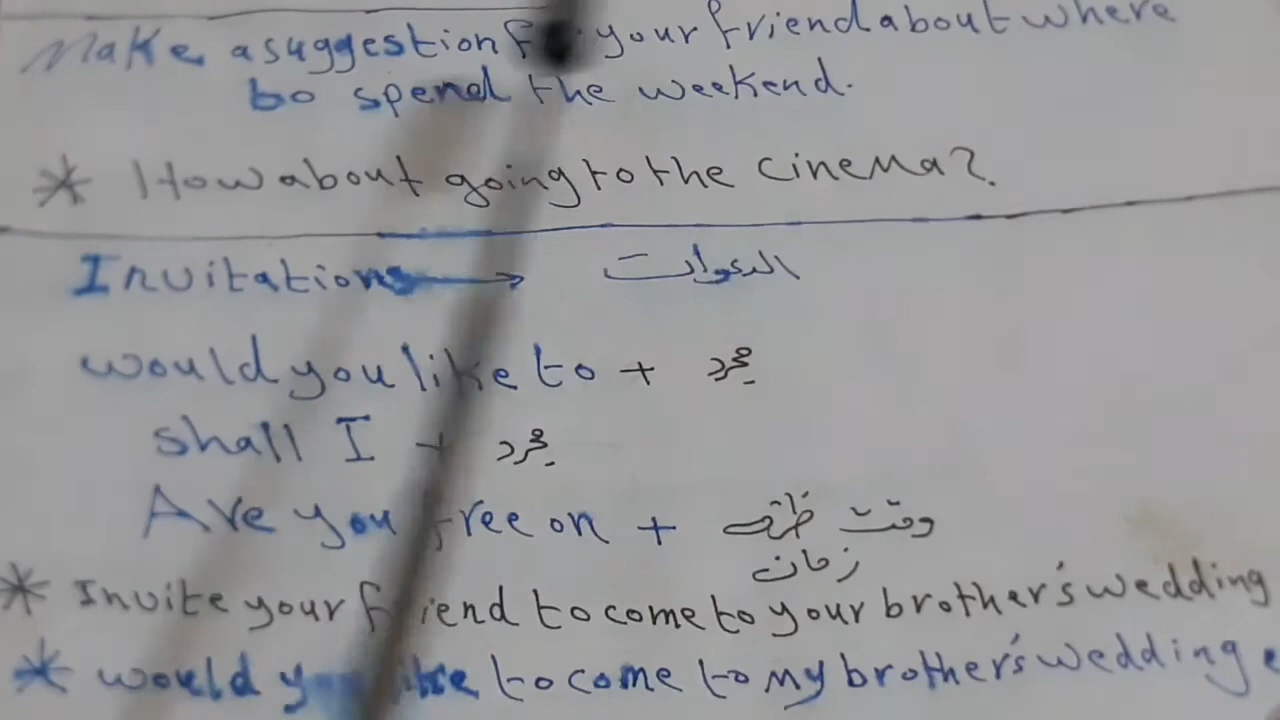 Make a suggestion your friend about where
to spend the weekend.
* How about going to the cinema?
Invitations → الدعوات
would you like to + مجرد
shall I + مجرد
Are you free on + وقت ظرف
زمان
* Invite your friend to come to your brother's wedding
* would you like to come to my brother's wedding